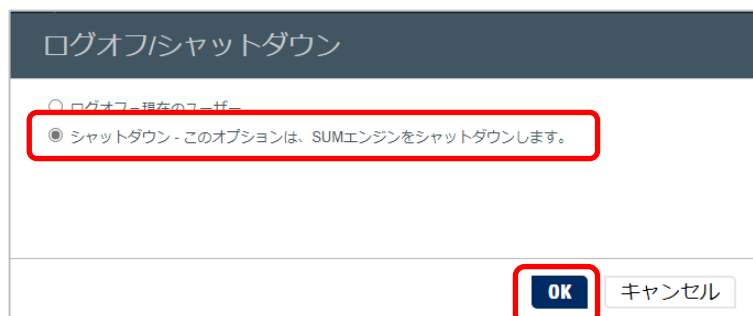 ログオフ/シャットダウン
ログオフ - 現在のユーザー
シャットダウン - このオプションは、SUMエンジンをシャットダウンします。
OK キャンセル